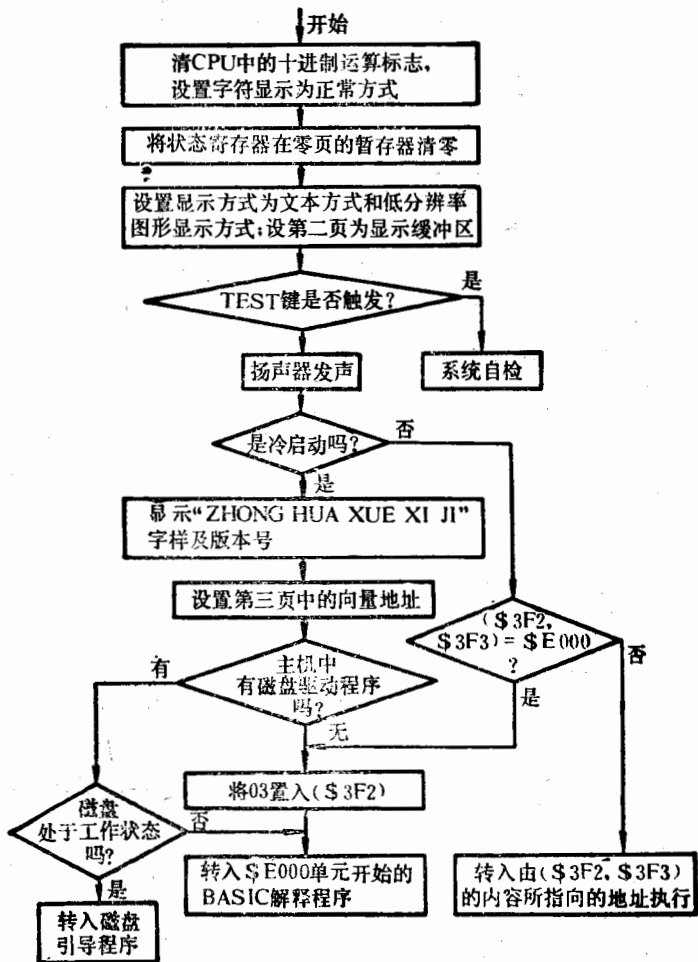 开始
清CPU中的十进制运算标志，
设置字符显示为正常方式
将状态寄存器在零页的暂存器清零
设置显示方式为文本方式和低分辨率
图形显示方式；设第二页为显示缓冲区
TEST键是否触发？
是
扬声器发声
系统自检
是冷启动吗？
否
是
显示“ZHONG HUA XUE XI JI”
字样及版本号
设置第三页中的向量地址
（＄3F2，
＄3F3）＝＄E000
？
否
是
主机中
有磁盘驱动程序
吗？
有
无
将03置入（＄3F2）
磁盘
处于工作状态
吗？
否
是
转入＄E000单元开始的
BASIC解释程序
转入由（＄3F2，＄3F3）
的内容所指向的地址执行
转入磁盘
引导程序